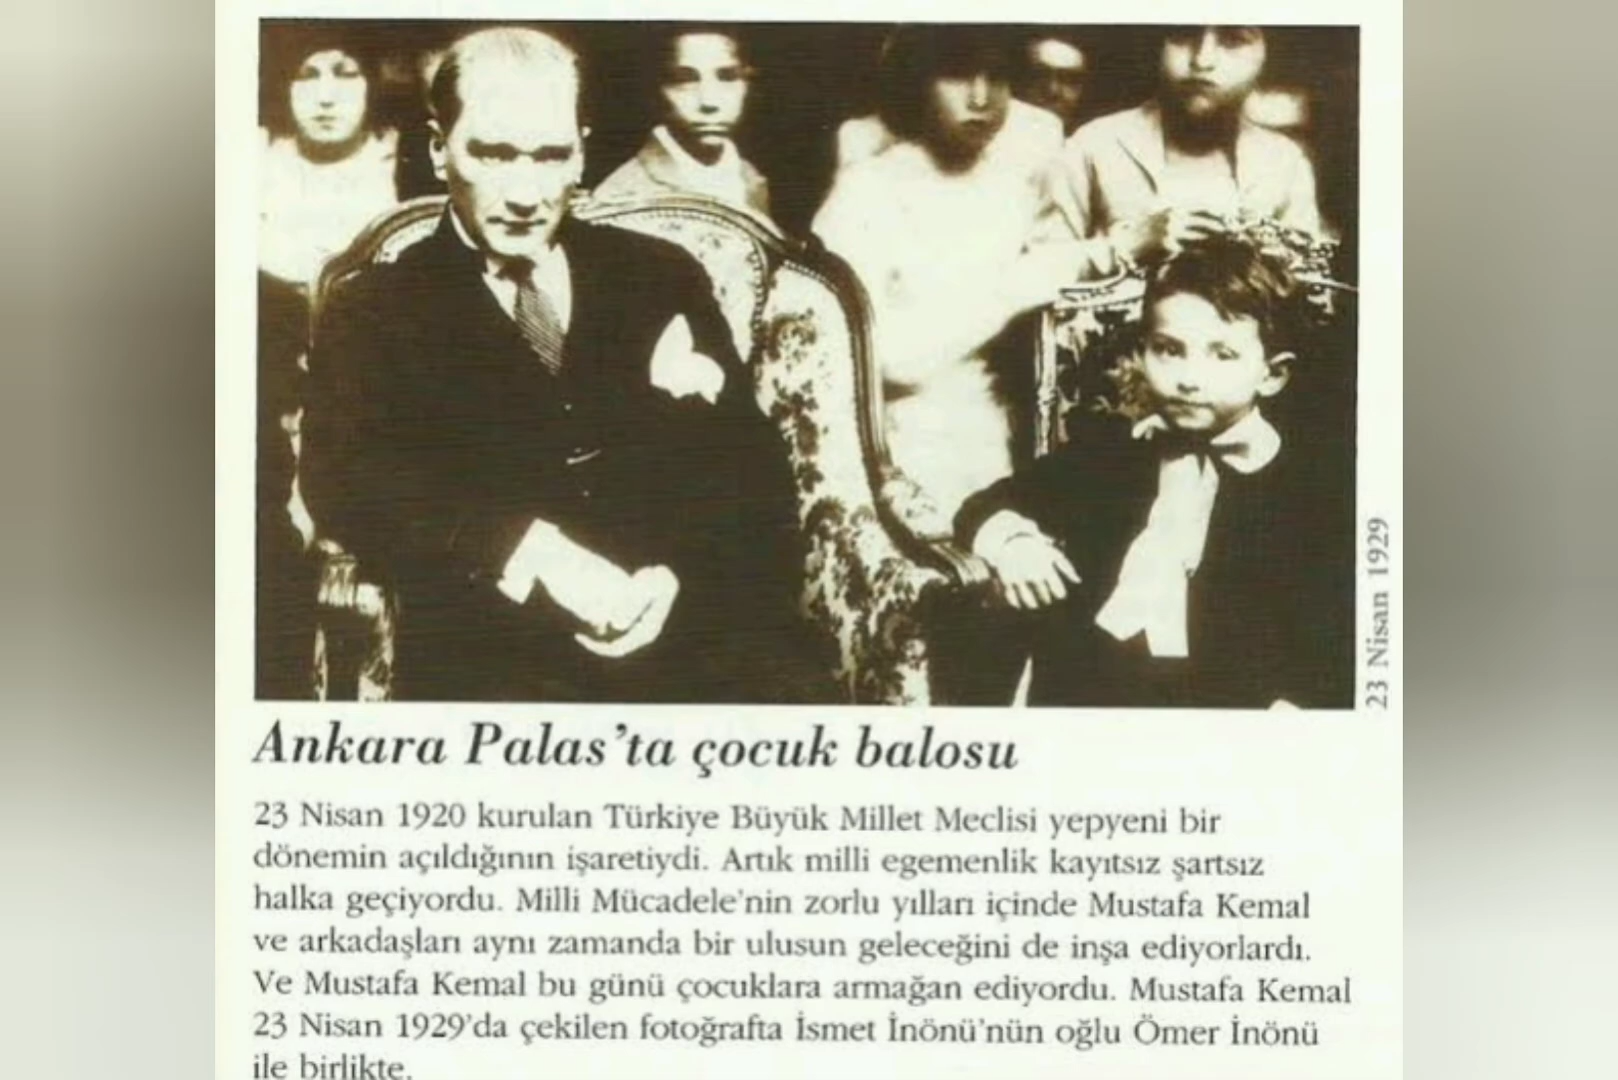 23 Nisan 1929
Ankara Palas'ta çocuk balosu
23 Nisan 1920 kurulan Türkiye Büyük Millet Meclisi yepyeni bir
dönemin açıldığının işaretiydi. Artık milli egemenlik kayıtsız şartsız
halka geçiyordu. Milli Mücadele'nin zorlu yılları içinde Mustafa Kemal
ve arkadaşları aynı zamanda bir ulusun geleceğini de inşa ediyorlardı.
Ve Mustafa Kemal bu günü çocuklara armağan ediyordu. Mustafa Kemal
23 Nisan 1929'da çekilen fotoğrafta İsmet İnönü'nün oğlu Ömer İnönü
ile birlikte.